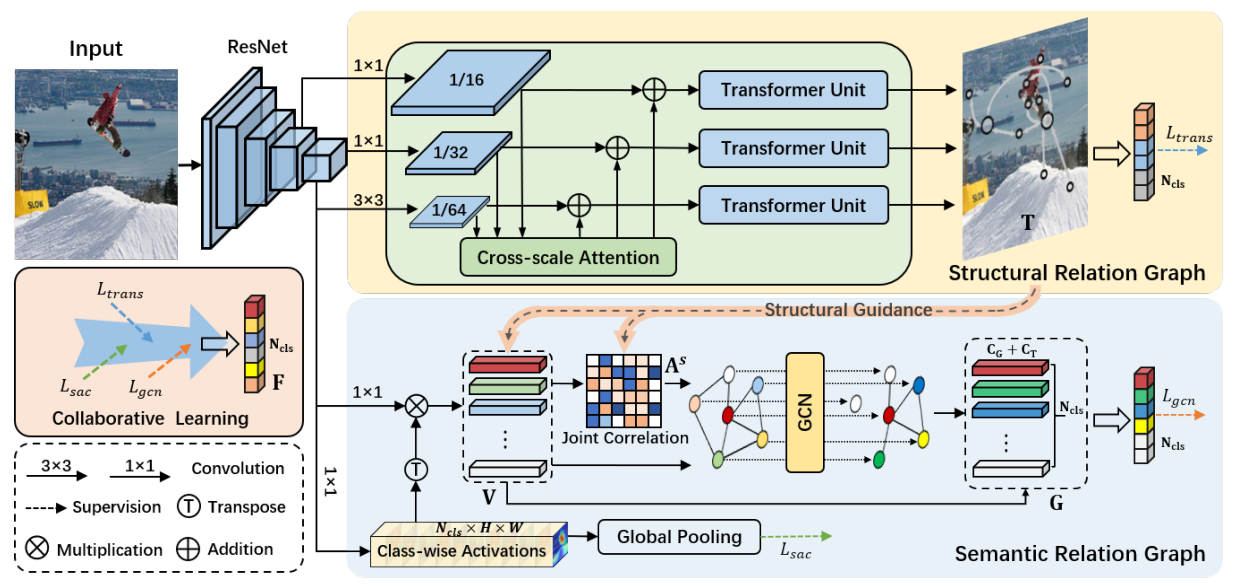 Input
ResNet
1×1
1/16
Transformer Unit
1×1
1/32
Transformer Unit
3×3
1/64
Transformer Unit
Cross-scale Attention
SLOW
SLOW
T
L_trans
N_cls
Structural Relation Graph
Structural Guidance
L_trans
L_sac
L_gcn
N_cls
F
Collaborative Learning
3×3
1×1
Convolution
Supervision
T
Transpose
Multiplication
Addition
1×1
1×1
T
V
A^s
Joint Correlation
GCN
C_G + C_T
N_cls
G
L_gcn
N_cls
N_cls × H × W
Class-wise Activations
Global Pooling
L_sac
Semantic Relation Graph